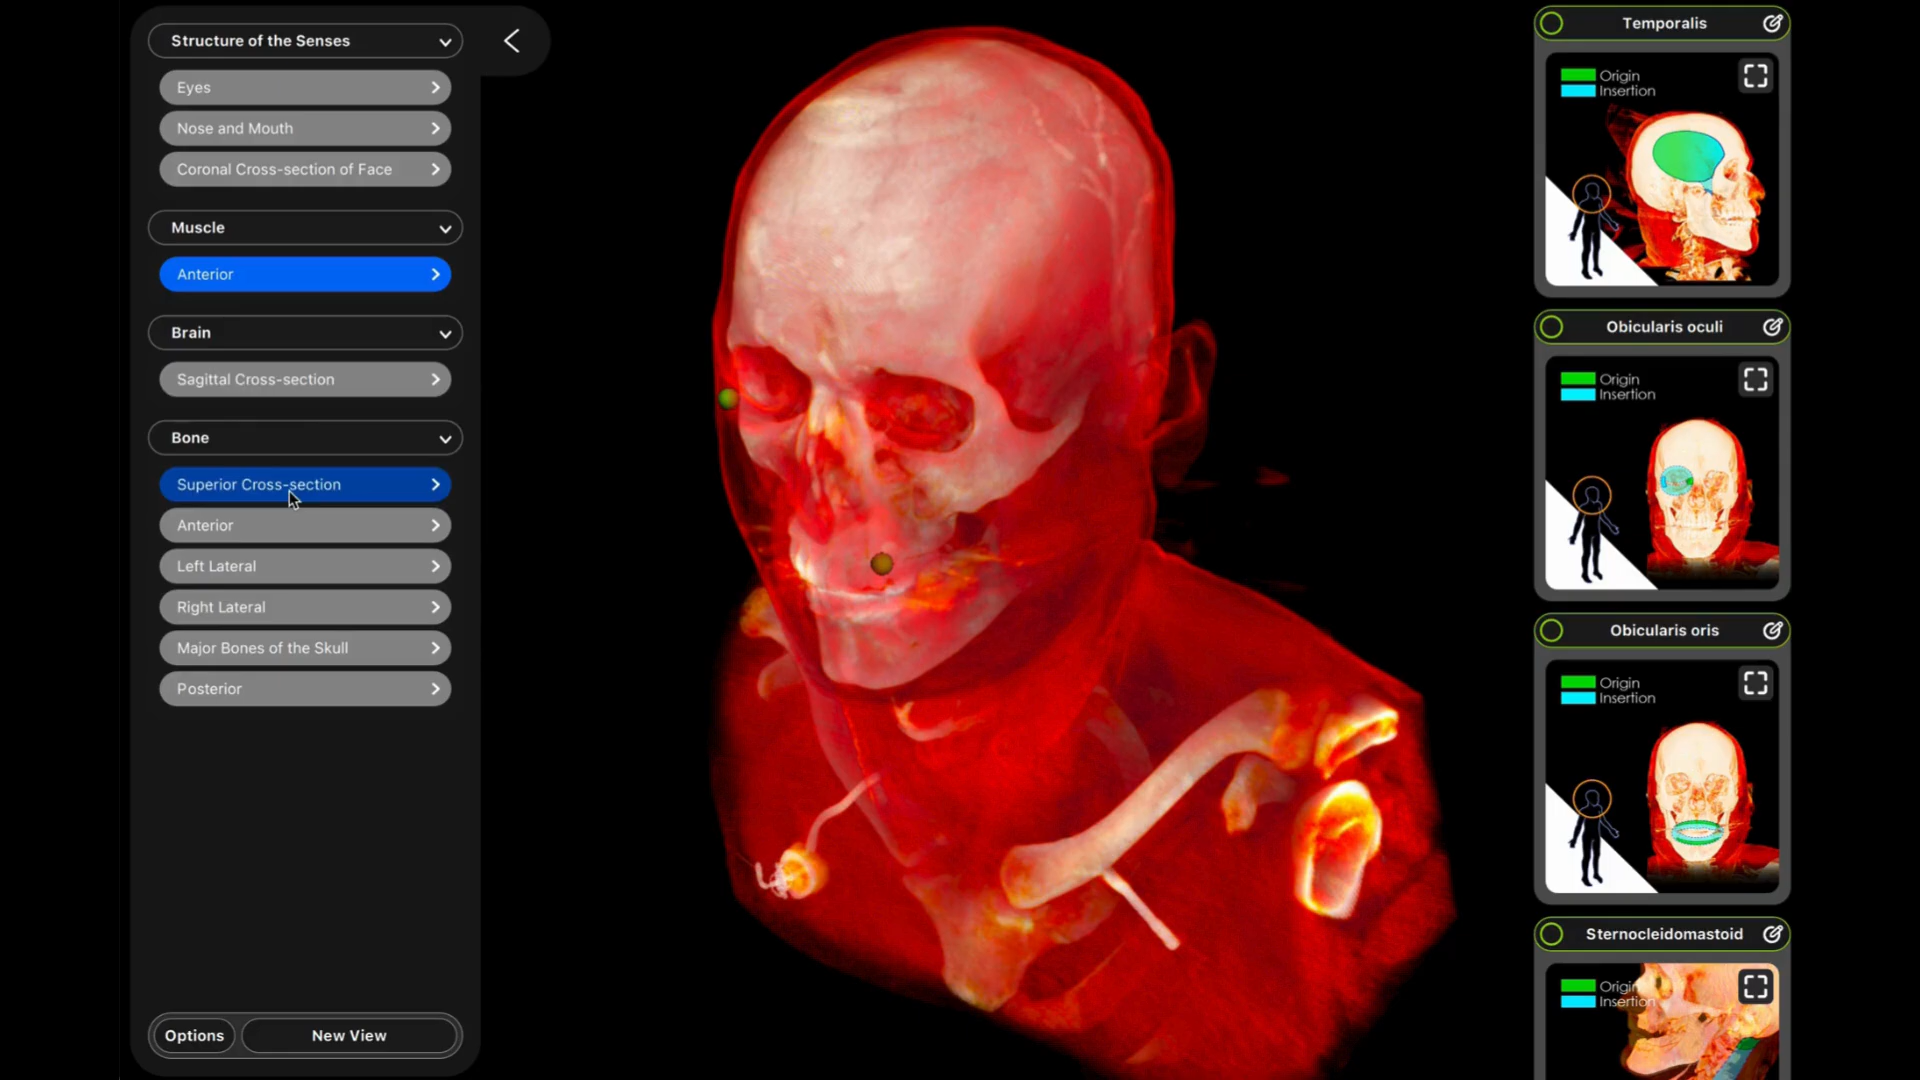 Structure of the Senses
Eyes
Nose and Mouth
Coronal Cross-section of Face
Muscle
Anterior
Brain
Sagittal Cross-section
Bone
Superior Cross-section
Anterior
Left Lateral
Right Lateral
Major Bones of the Skull
Posterior
Options
New View
Temporalis
Origin
Insertion
Obicularis oculi
Origin
Insertion
Obicularis oris
Origin
Insertion
Sternocleidomastoid
Origin
Insertion